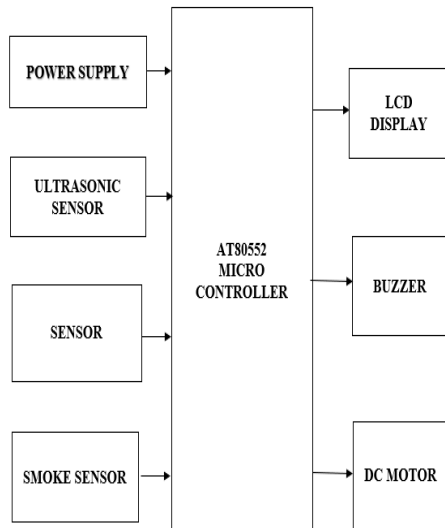 POWER SUPPLY
ULTRASONIC
SENSOR
SENSOR
SMOKE SENSOR
AT80552
MICRO
CONTROLLER
LCD
DISPLAY
BUZZER
DC MOTOR